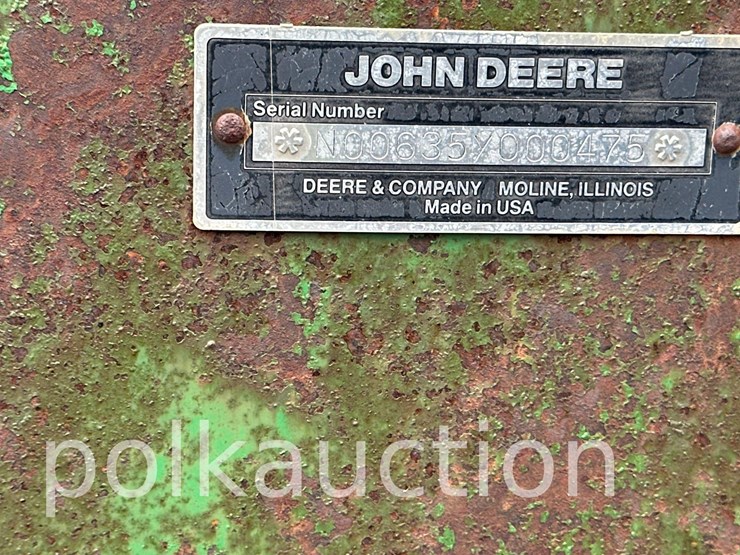 JOHN DEERE
Serial Number
* N00635X000475 *
DEERE & COMPANY MOLINE, ILLINOIS
Made in USA
polkauction